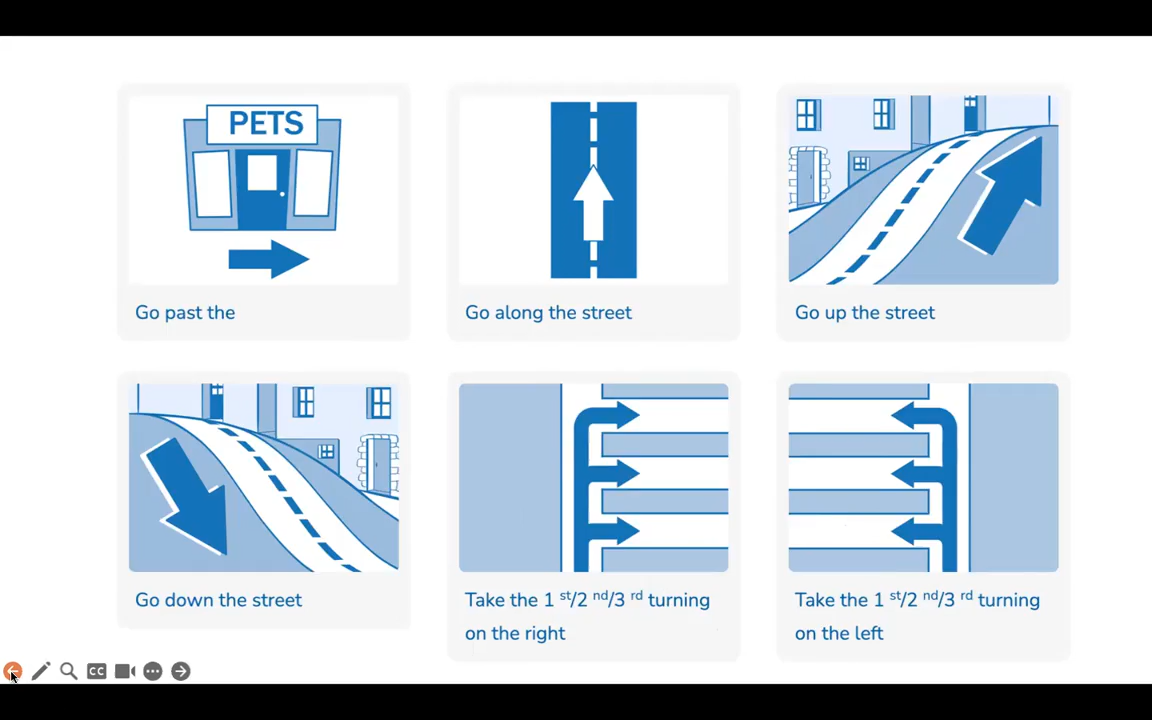 PETS
Go past the
Go along the street
Go up the street
Go down the street
Take the 1 st/2 nd/3 rd turning
on the right
Take the 1 st/2 nd/3 rd turning
on the left
CC